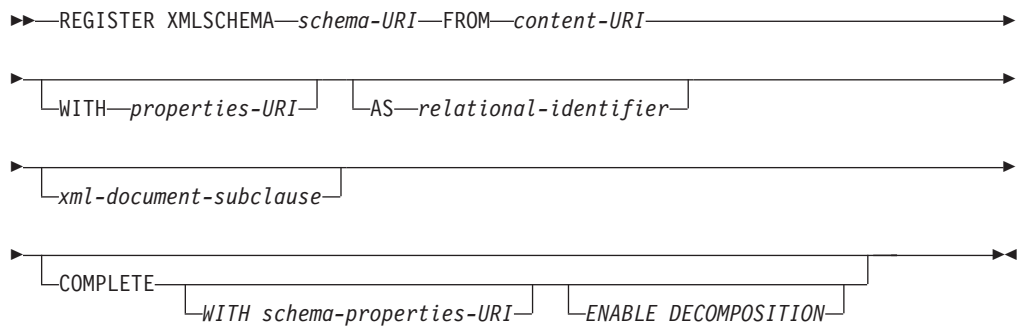 REGISTER XMLSCHEMA schema-URI FROM content-URI
WITH properties-URI AS relational-identifier
xml-document-subclause
COMPLETE
WITH schema-properties-URI ENABLE DECOMPOSITION